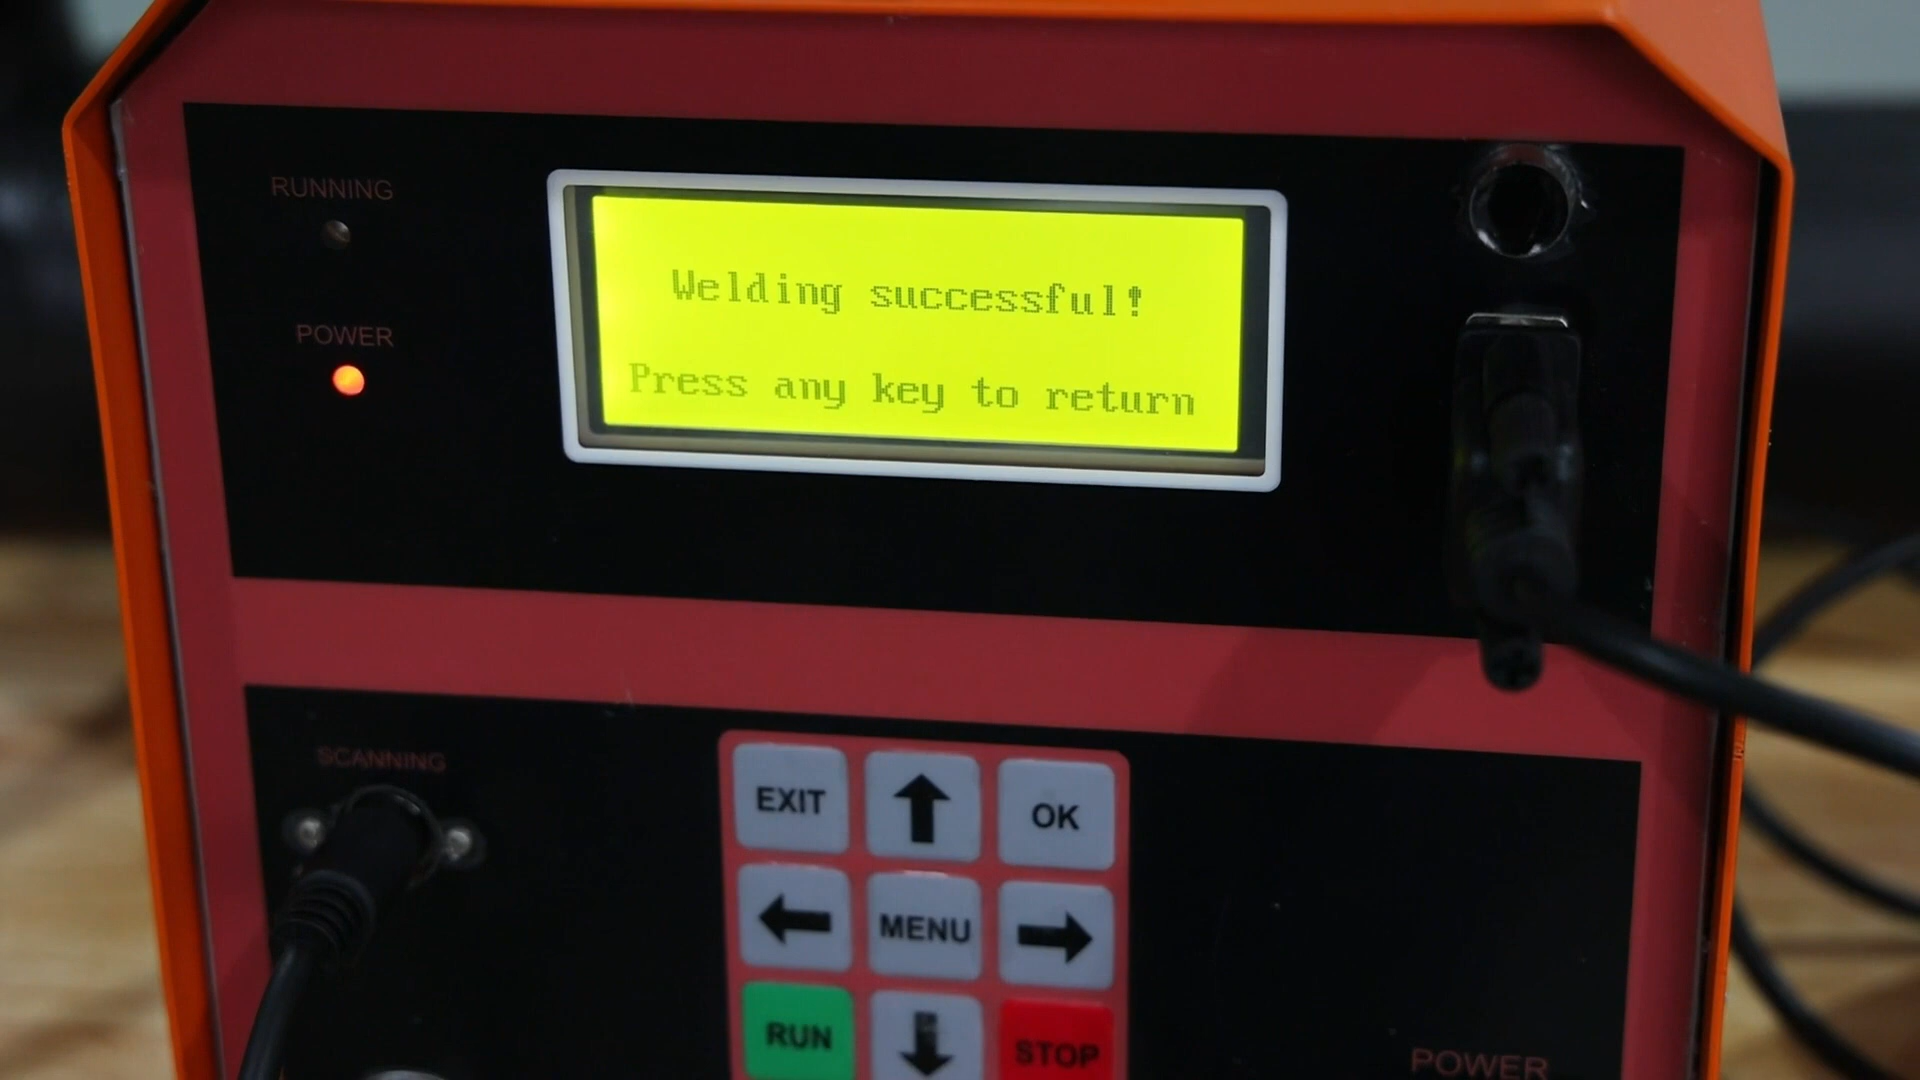 RUNNING
Welding successful!
POWER
Press any key to return
SCANNING
EXIT
OK
MENU
RUN
STOP
POWER